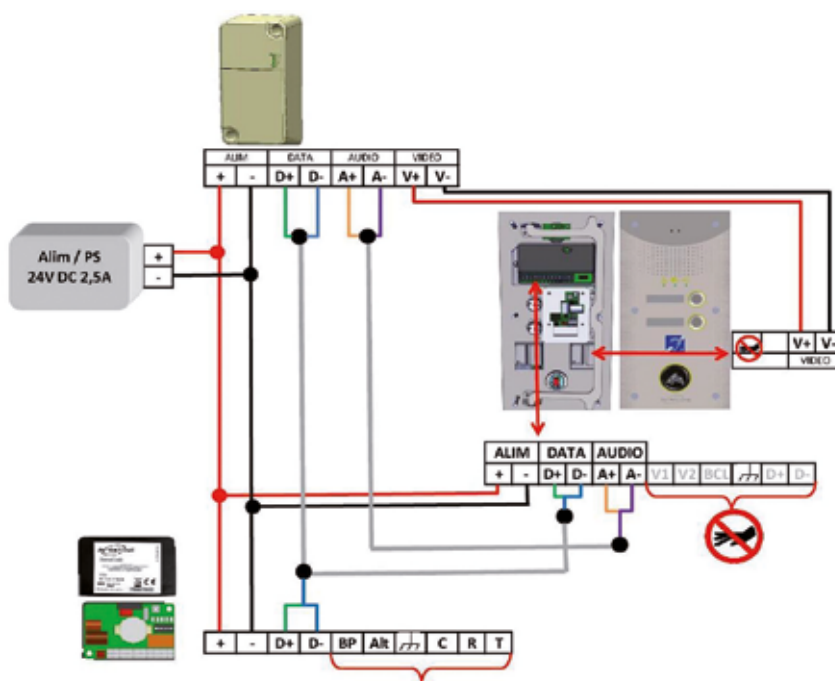 ALIM DATA AUDIO VIDEO
+ - D+ D- A+ A- V+ V-
Alim / PS
24V DC 2,5A
+
-
V+ V-
VIDEO
ALIM DATA AUDIO
+ - D+ D- A+ A- V1 V2 BCL D+ D-
+ - D+ D- BP Alt C R T